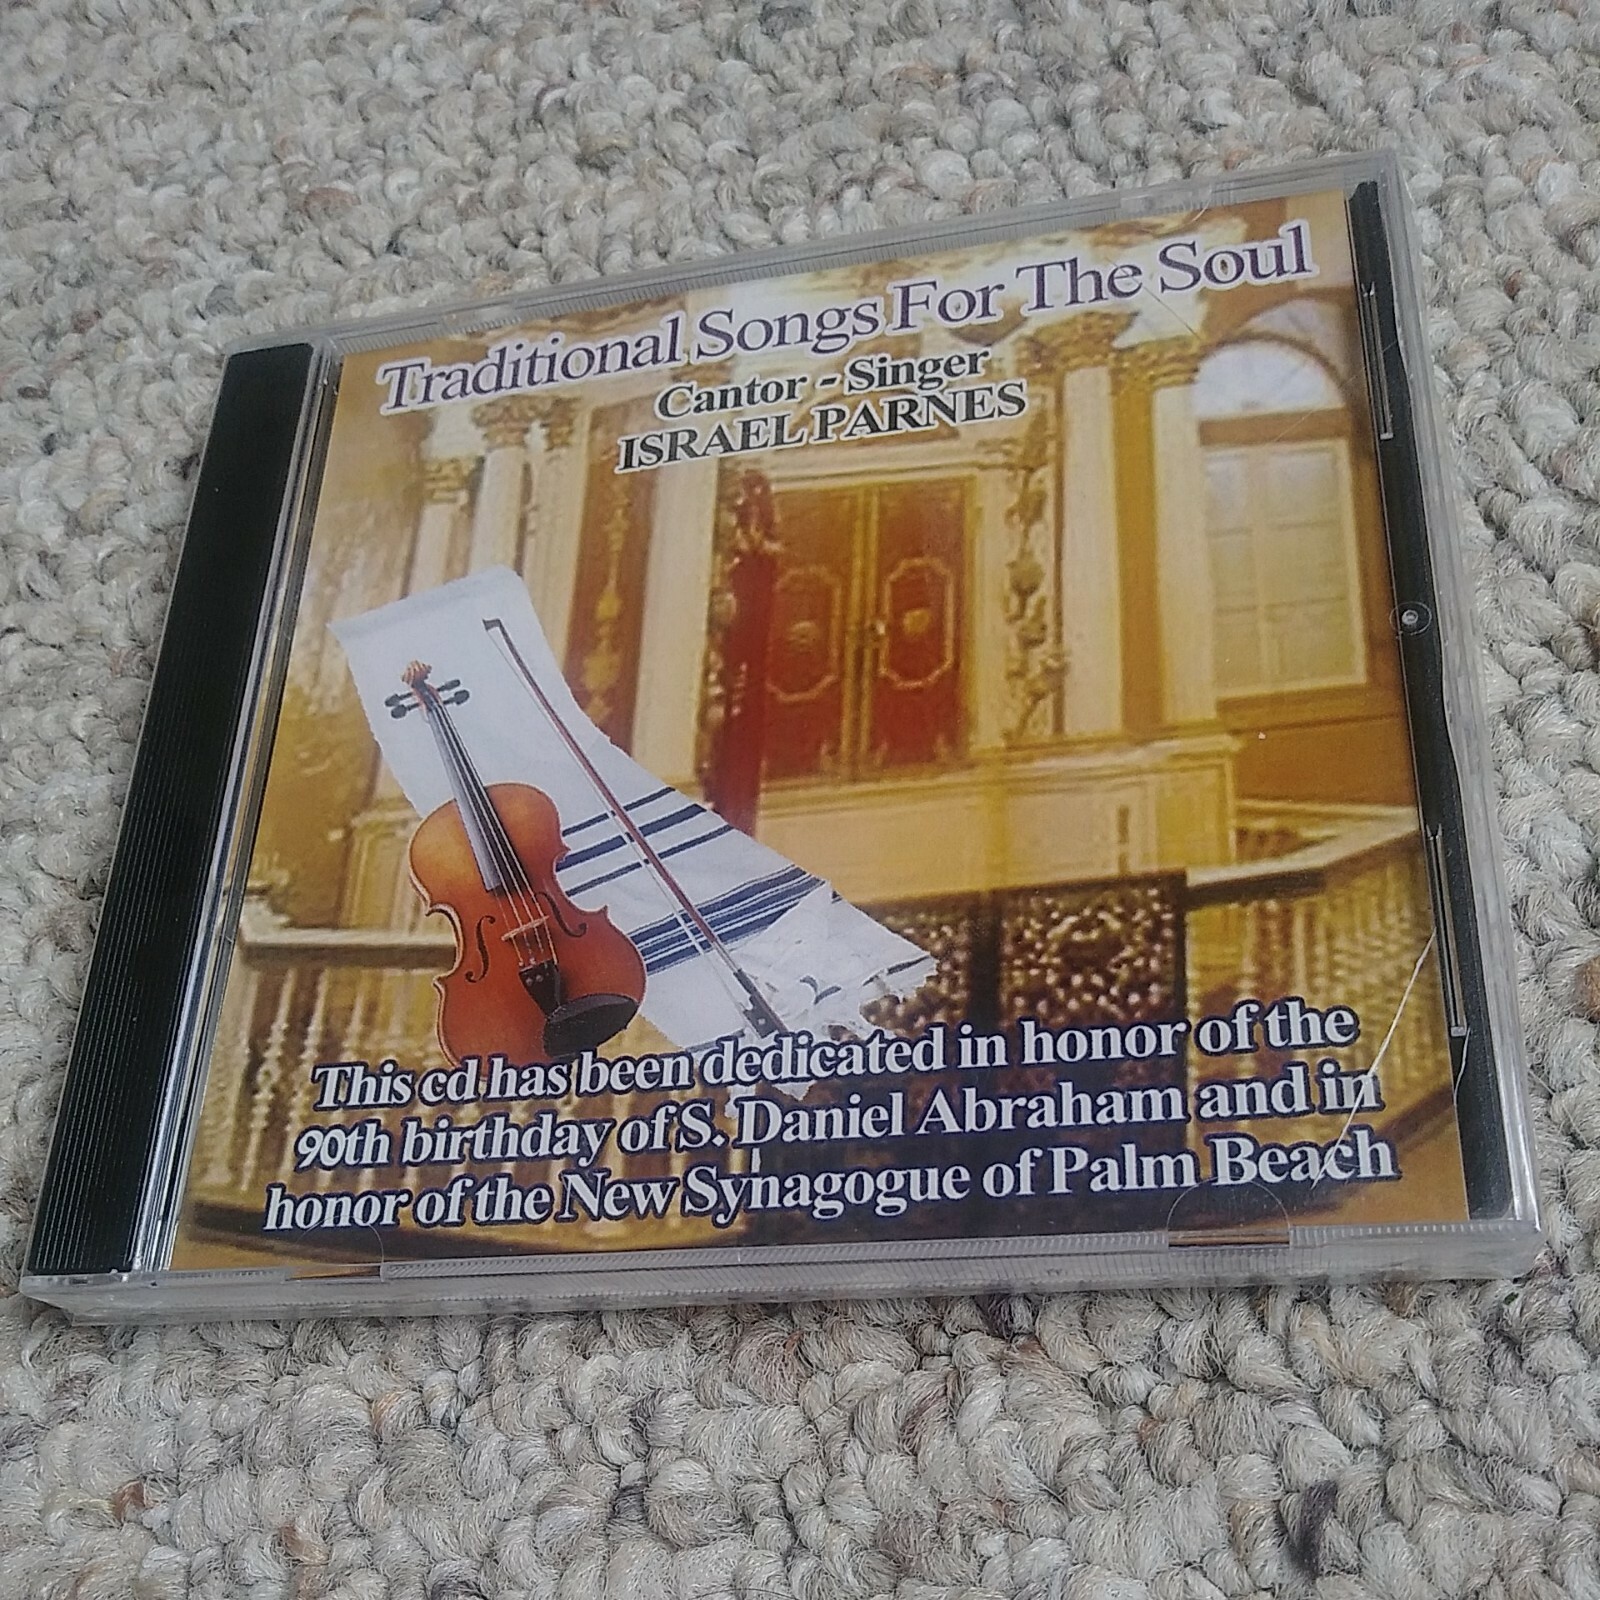 Traditional Songs For The Soul
Cantor - Singer
ISRAEL PARNES
This cd has been dedicated in honor of the
90th birthday of S. Daniel Abraham and in
honor of the New Synagogue of Palm Beach